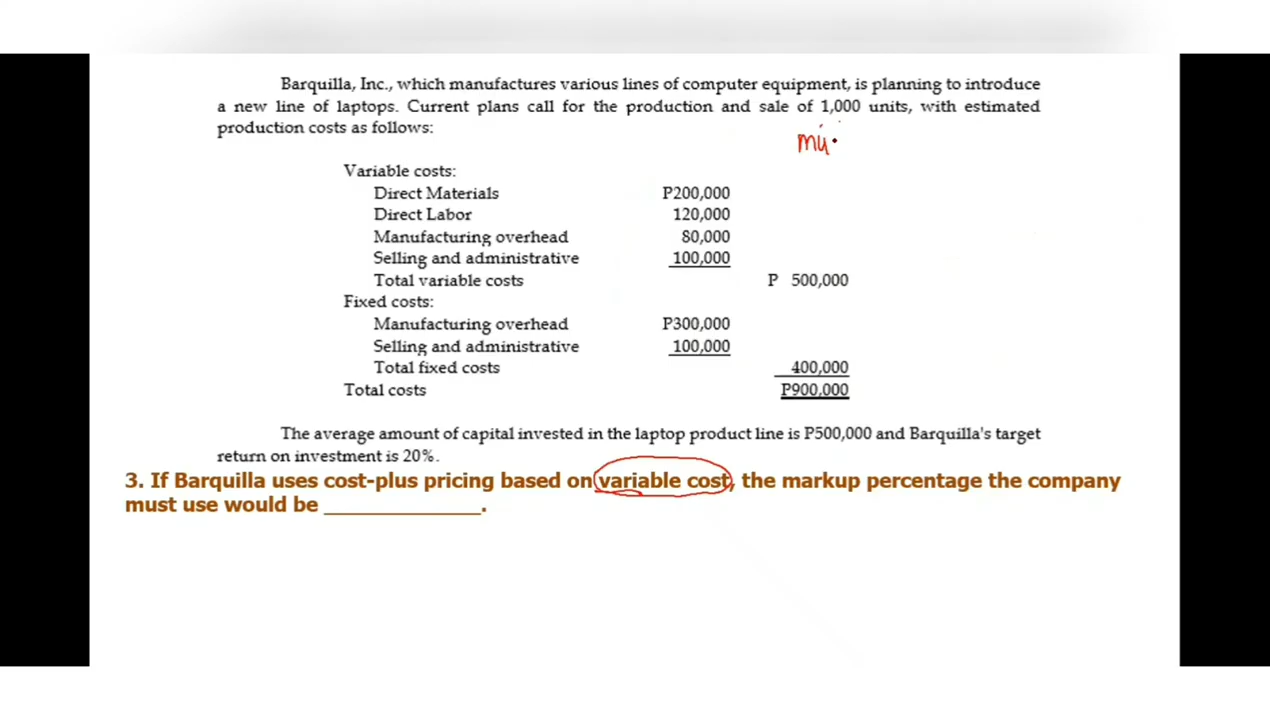 Barquilla, Inc., which manufactures various lines of computer equipment, is planning to introduce
a new line of laptops. Current plans call for the production and sale of 1,000 units, with estimated
production costs as follows:
mu
Variable costs:
Direct Materials P200,000
Direct Labor 120,000
Manufacturing overhead 80,000
Selling and administrative 100,000
Total variable costs P 500,000
Fixed costs:
Manufacturing overhead P300,000
Selling and administrative 100,000
Total fixed costs 400,000
Total costs P900,000
The average amount of capital invested in the laptop product line is P500,000 and Barquilla's target
return on investment is 20%.
3. If Barquilla uses cost-plus pricing based on variable cost, the markup percentage the company
must use would be _______________.